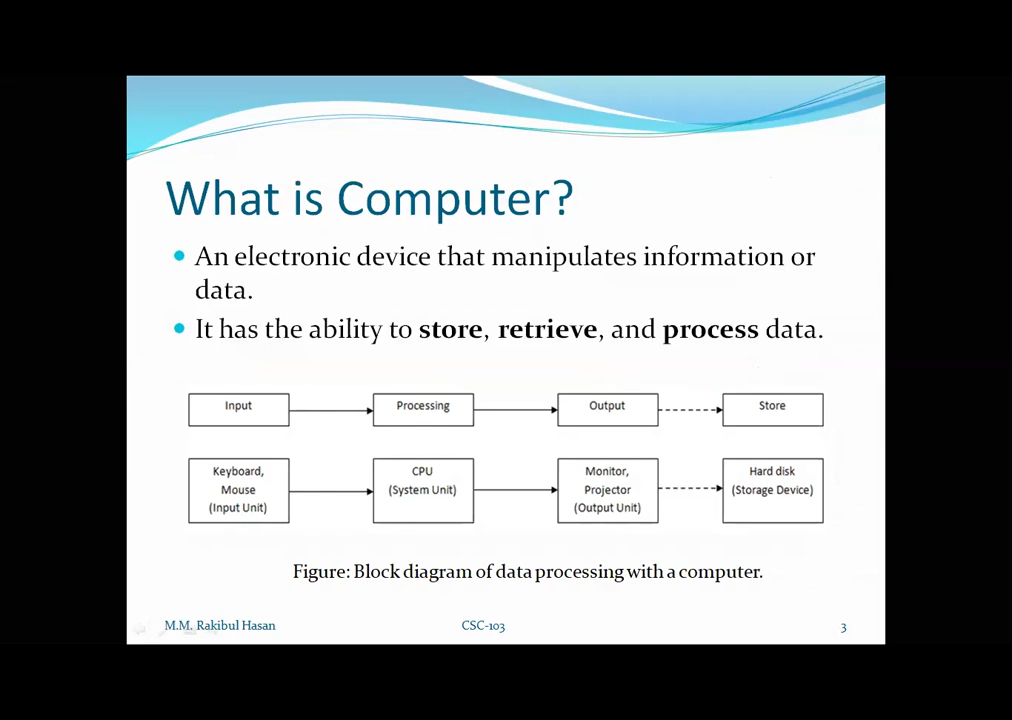 What is Computer?
An electronic device that manipulates information or
data.
It has the ability to store, retrieve, and process data.
Input
Processing
Output
Store
Keyboard,
Mouse
(Input Unit)
CPU
(System Unit)
Monitor,
Projector
(Output Unit)
Hard disk
(Storage Device)
Figure: Block diagram of data processing with a computer.
M.M. Rakibul Hasan
CSC-103
3